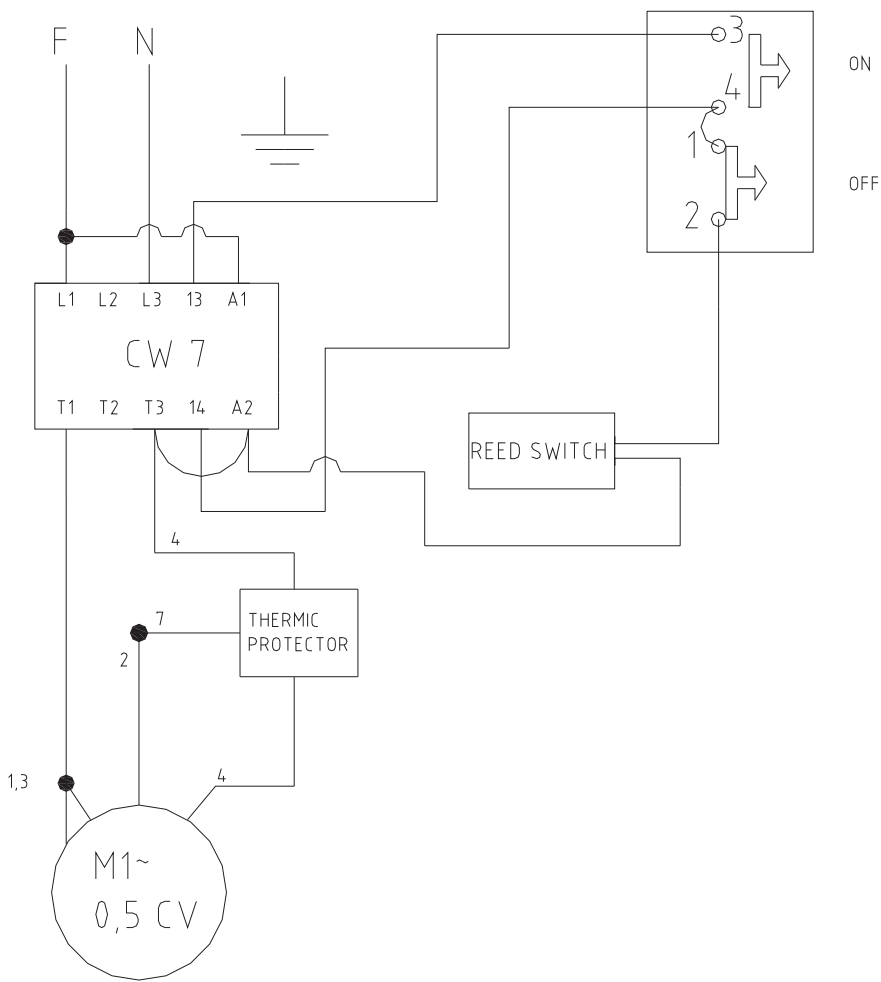 F N
3
ON
4
1
OFF
2
L1 L2 L3 13 A1
CW 7
T1 T2 T3 14 A2
REED SWITCH
4
7
THERMIC
PROTECTOR
2
1,3
4
M1~
0,5 CV